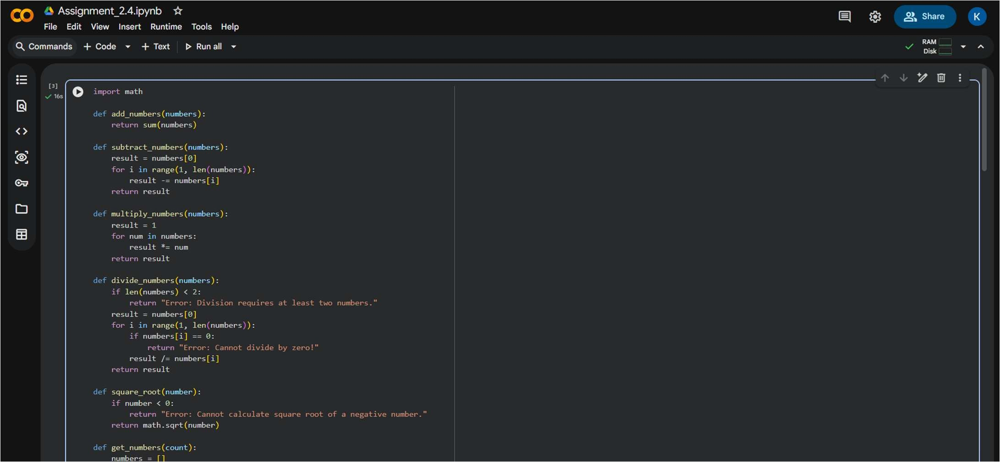 Assignment_2.4.ipynb
File Edit View Insert Runtime Tools Help
Share
K
Commands + Code + Text Run all
RAM
Disk
[3]
16s
import math

def add_numbers(numbers):
    return sum(numbers)

def subtract_numbers(numbers):
    result = numbers[0]
    for i in range(1, len(numbers)):
        result -= numbers[i]
    return result

def multiply_numbers(numbers):
    result = 1
    for num in numbers:
        result *= num
    return result

def divide_numbers(numbers):
    if len(numbers) < 2:
        return "Error: Division requires at least two numbers."
    result = numbers[0]
    for i in range(1, len(numbers)):
        if numbers[i] == 0:
            return "Error: Cannot divide by zero!"
        result /= numbers[i]
    return result

def square_root(number):
    if number < 0:
        return "Error: Cannot calculate square root of a negative number."
    return math.sqrt(number)

def get_numbers(count):
    numbers = []